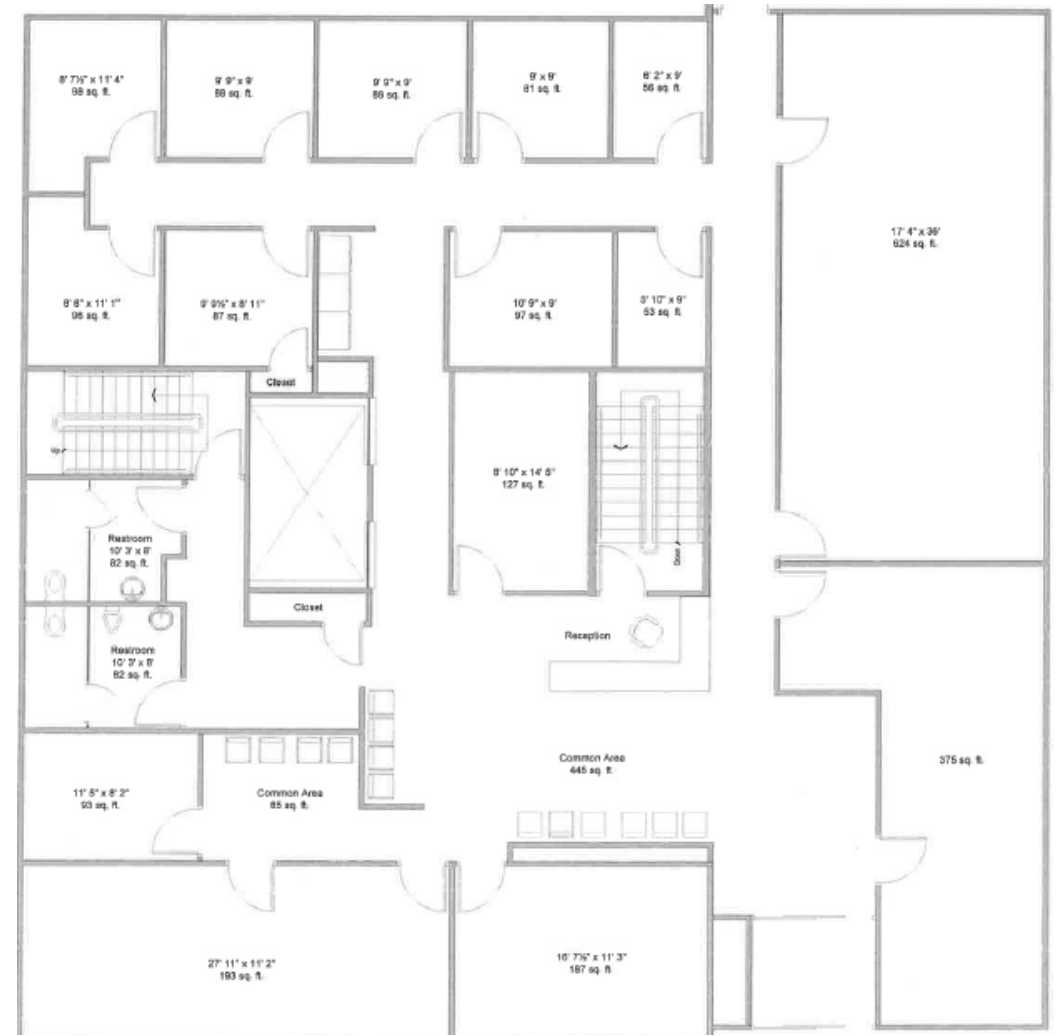 8' 7½" x 11' 4"
98 sq. ft.
9' 9" x 9'
88 sq. ft.
9' 9" x 9'
88 sq. ft.
9' x 9'
81 sq. ft.
6' 2" x 9'
56 sq. ft.
17' 4" x 36'
624 sq. ft.
8' 8" x 11' 1"
96 sq. ft.
9' 9½" x 8' 11"
87 sq. ft.
10' 9" x 9'
97 sq. ft.
5' 10" x 9'
53 sq. ft.
Closet
Up
8' 10" x 14' 5"
127 sq. ft.
Down
Restroom
10' 3" x 8'
82 sq. ft.
Closet
Reception
Restroom
10' 3" x 8'
82 sq. ft.
Common Area
445 sq. ft.
375 sq. ft.
11' 5" x 8' 2"
93 sq. ft.
Common Area
85 sq. ft.
27' 11" x 11' 2"
193 sq. ft.
16' 7½" x 11' 3"
187 sq. ft.